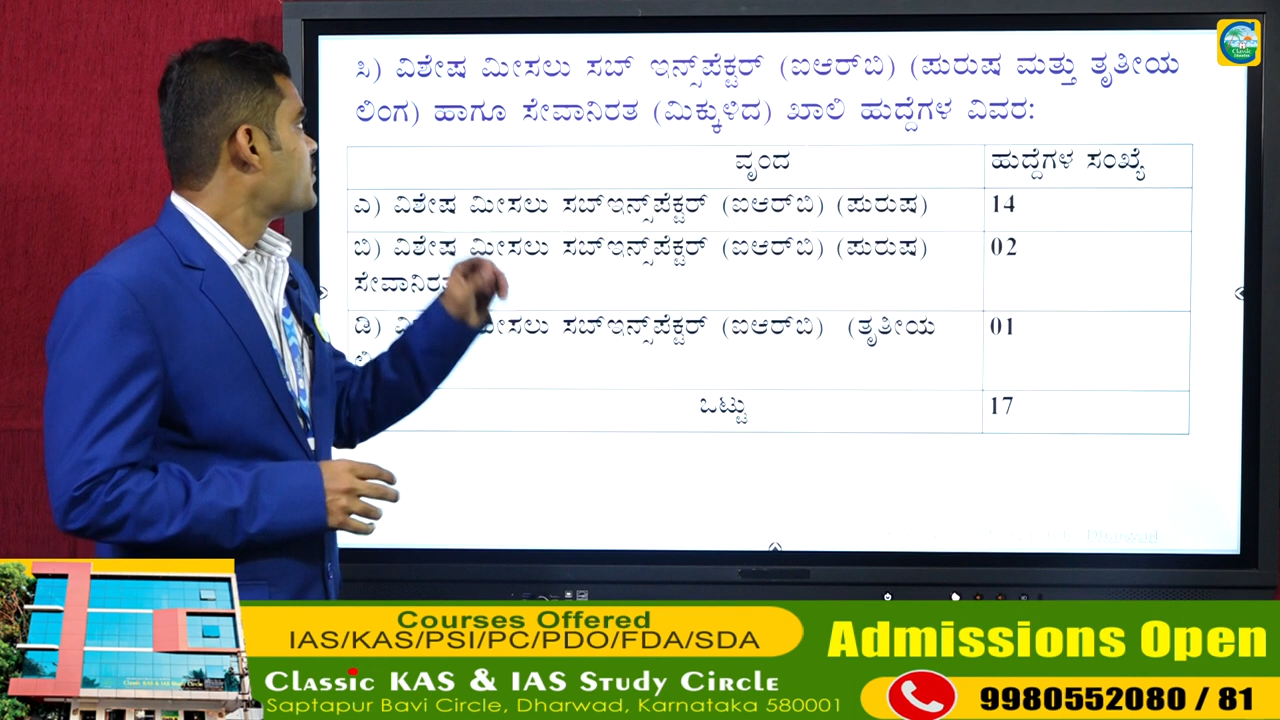 ಸಿ) ವಿಶೇಷ ಮೀಸಲು ಸಬ್ ಇನ್ಸ್‌ಪೆಕ್ಟರ್ (ಐಆರ್‌ಬಿ) (ಪುರುಷ ಮತ್ತು ತೃತೀಯ
ಲಿಂಗ) ಹಾಗೂ ಸೇವಾನಿರತ (ಮಿಕ್ಕುಳಿದ) ಖಾಲಿ ಹುದ್ದೆಗಳ ವಿವರ:
ವೃಂದ ಹುದ್ದೆಗಳ ಸಂಖ್ಯೆ
ಎ) ವಿಶೇಷ ಮೀಸಲು ಸಬ್‌ಇನ್ಸ್‌ಪೆಕ್ಟರ್ (ಐಆರ್‌ಬಿ) (ಪುರುಷ) 14
ಬಿ) ವಿಶೇಷ ಮೀಸಲು ಸಬ್‌ಇನ್ಸ್‌ಪೆಕ್ಟರ್ (ಐಆರ್‌ಬಿ) (ಪುರುಷ) 02
ಡಿ) ಮೀಸಲು ಸಬ್‌ಇನ್ಸ್‌ಪೆಕ್ಟರ್ (ಐಆರ್‌ಬಿ) (ತೃತೀಯ 01
ಒಟ್ಟು 17
Dharwad
Classic
Courses Offered
IAS/KAS/PSI/PC/PDO/FDA/SDA
Classic KAS & IAS Study Circle
Saptapur Bavi Circle, Dharwad, Karnataka 580001
Admissions Open
9980552080 / 81